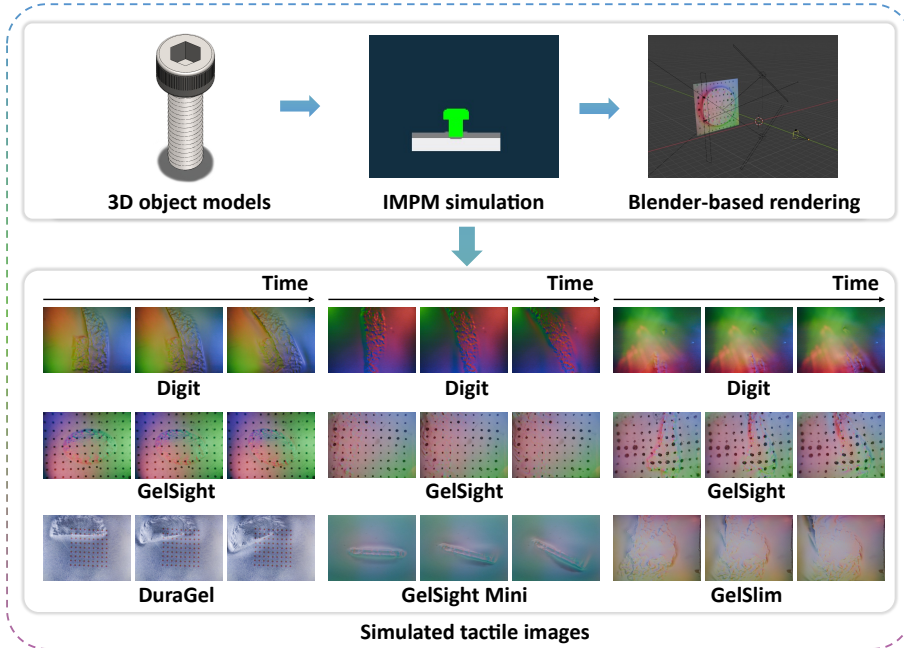 3D object models
IMPM simulation
Blender-based rendering
Time
Time
Time
Digit
Digit
Digit
GelSight
GelSight
GelSight
DuraGel
GelSight Mini
GelSlim
Simulated tactile images